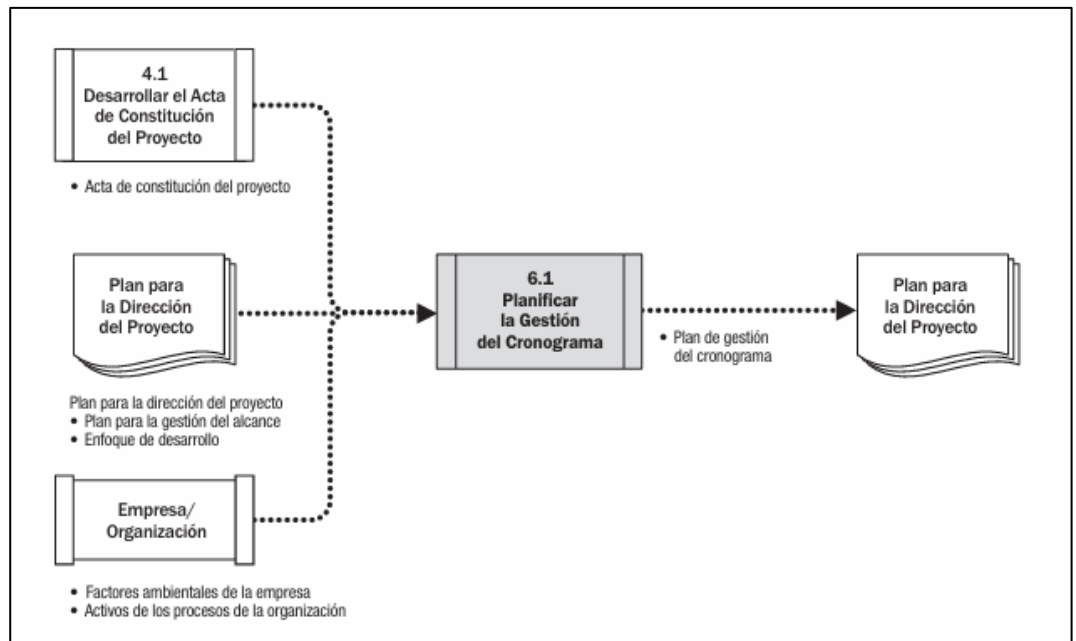 4.1
Desarrollar el Acta
de Constitución
del Proyecto
• Acta de constitución del proyecto
Plan para
la Dirección
del Proyecto
Plan para la dirección del proyecto
• Plan para la gestión del alcance
• Enfoque de desarrollo
Empresa/
Organización
• Factores ambientales de la empresa
• Activos de los procesos de la organización
6.1
Planificar
la Gestión
del Cronograma
• Plan de gestión
del cronograma
Plan para
la Dirección
del Proyecto